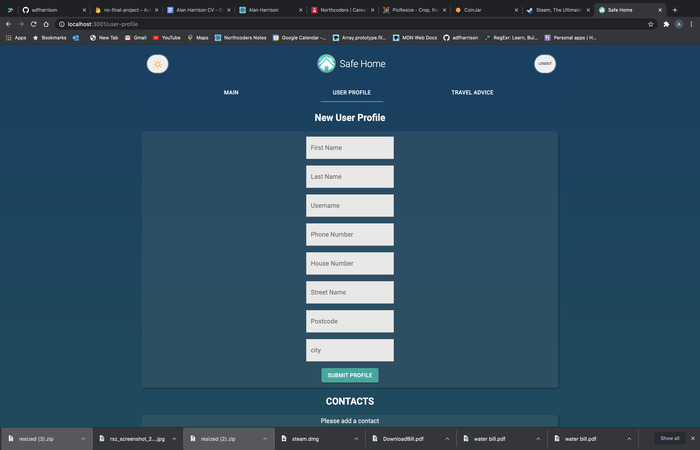 adfharrison
nc-final-project – Au
Alan Harrison CV - G
Alan Harrison
Northcoders | Career
PicResize - Crop, Re
CoinJar
Steam, The Ultimate
Safe Home
localhost:3001/user-profile
Apps
Bookmarks
New Tab
Gmail
YouTube
Maps
Northcoders Notes
Google Calendar -...
Array.prototype.fil...
MDN Web Docs
adfharrison
RegExr: Learn, Bui...
Personal apps | H...
Safe Home
LOGOUT
MAIN
USER PROFILE
TRAVEL ADVICE
New User Profile
First Name
Last Name
Username
Phone Number
House Number
Street Name
Postcode
city
SUBMIT PROFILE
CONTACTS
Please add a contact
resized (3).zip
rsz_screenshot_2....jpg
resized (2).zip
steam.dmg
DownloadBill.pdf
water bill.pdf
water bill.pdf
Show all